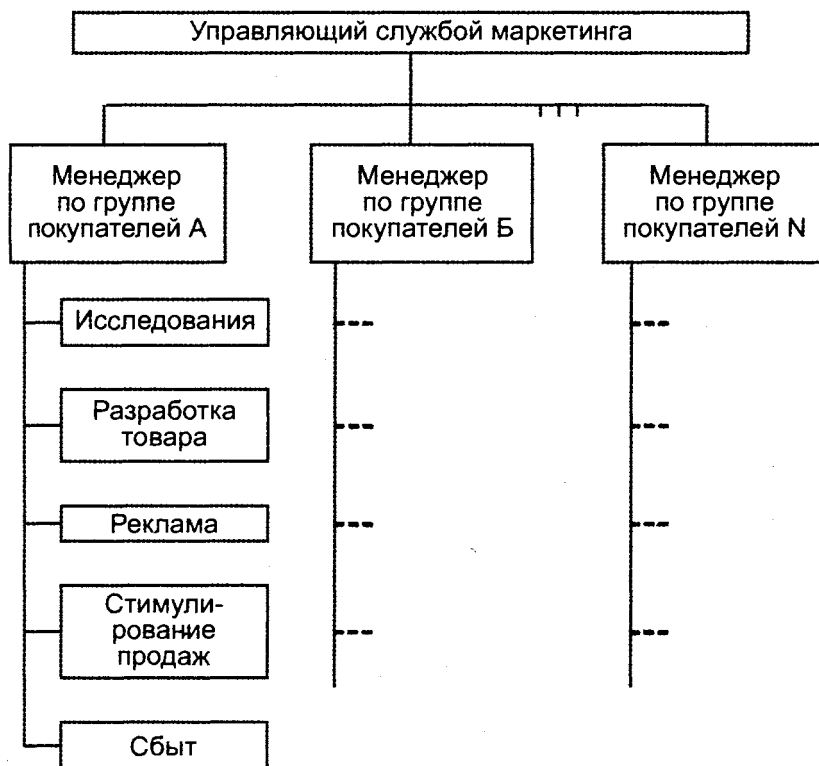 Управляющий службой маркетинга
Менеджер
по группе
покупателей А
Менеджер
по группе
покупателей Б
Менеджер
по группе
покупателей N
Исследования
Разработка
товара
Реклама
Стимули-
рование
продаж
Сбыт